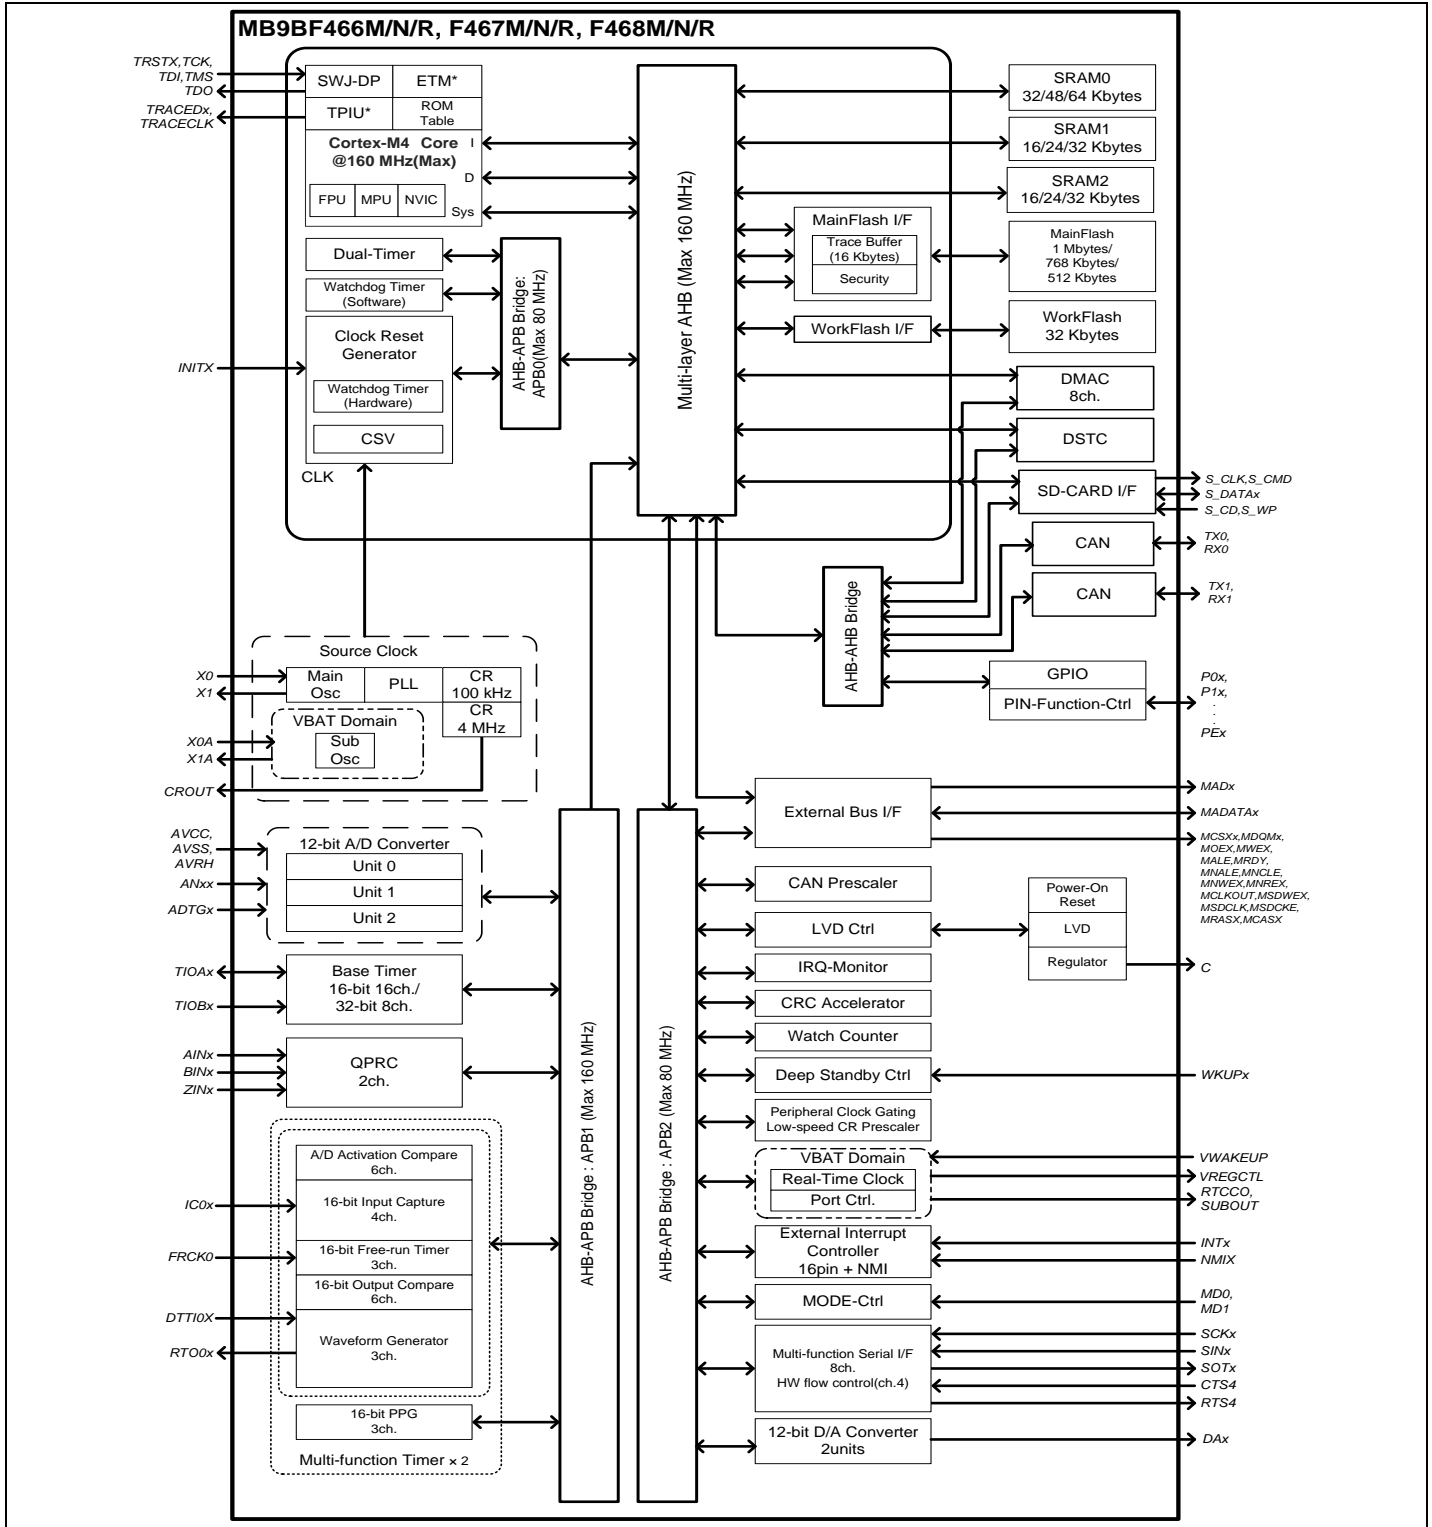 MB9BF466M/N/R, F467M/N/R, F468M/N/R
TRSTX,TCK,
TDI,TMS
TDO
TRACEDx,
TRACECLK
SWJ-DP
ETM*
TPIU*
ROM
Table
Cortex-M4 Core
@160 MHz(Max)
I
D
Sys
FPU
MPU
NVIC
Dual-Timer
Watchdog Timer
(Software)
Clock Reset
Generator
Watchdog Timer
(Hardware)
CSV
CLK
INITX
AHB-APB Bridge:
APB0(Max 80 MHz)
Multi-layer AHB (Max 160 MHz)
MainFlash I/F
Trace Buffer
(16 Kbytes)
Security
WorkFlash I/F
SRAM0
32/48/64 Kbytes
SRAM1
16/24/32 Kbytes
SRAM2
16/24/32 Kbytes
MainFlash
1 Mbytes/
768 Kbytes/
512 Kbytes
WorkFlash
32 Kbytes
DMAC
8ch.
DSTC
SD-CARD I/F
S_CLK,S_CMD
S_DATAx
S_CD,S_WP
CAN
TX0,
RX0
CAN
TX1,
RX1
AHB-AHB Bridge
GPIO
PIN-Function-Ctrl
P0x,
P1x,
.
.
PEx
Source Clock
X0
X1
Main
Osc
PLL
CR
100 kHz
CR
4 MHz
VBAT Domain
Sub
Osc
X0A
X1A
CROUT
AVCC,
AVSS,
AVRH
ANxx
ADTGx
12-bit A/D Converter
Unit 0
Unit 1
Unit 2
TIOAx
TIOBx
Base Timer
16-bit 16ch./
32-bit 8ch.
AINx
BINx
ZINx
QPRC
2ch.
A/D Activation Compare
6ch.
IC0x
16-bit Input Capture
4ch.
FRCK0
16-bit Free-run Timer
3ch.
16-bit Output Compare
6ch.
DTTI0X
RTO0x
Waveform Generator
3ch.
16-bit PPG
3ch.
Multi-function Timer × 2
AHB-APB Bridge : APB1 (Max 160 MHz)
AHB-APB Bridge : APB2 (Max 80 MHz)
External Bus I/F
MADx
MADATAx
MCSXx,MDQMx,
MOEX,MWEX,
MALE,MRDY,
MNALE,MNCLE,
MNWEX,MNREX,
MCLKOUT,MSDWEX,
MSDCLK,MSDCKE,
MRASX,MCASX
CAN Prescaler
LVD Ctrl
Power-On
Reset
LVD
Regulator
C
IRQ-Monitor
CRC Accelerator
Watch Counter
Deep Standby Ctrl
WKUPx
Peripheral Clock Gating
Low-speed CR Prescaler
VBAT Domain
Real-Time Clock
Port Ctrl.
VWAKEUP
VREGCTL
RTCCO,
SUBOUT
External Interrupt
Controller
16pin + NMI
INTx
NMIX
MODE-Ctrl
MD0,
MD1
Multi-function Serial I/F
8ch.
HW flow control(ch.4)
SCKx
SINx
SOTx
CTS4
RTS4
12-bit D/A Converter
2units
DAx